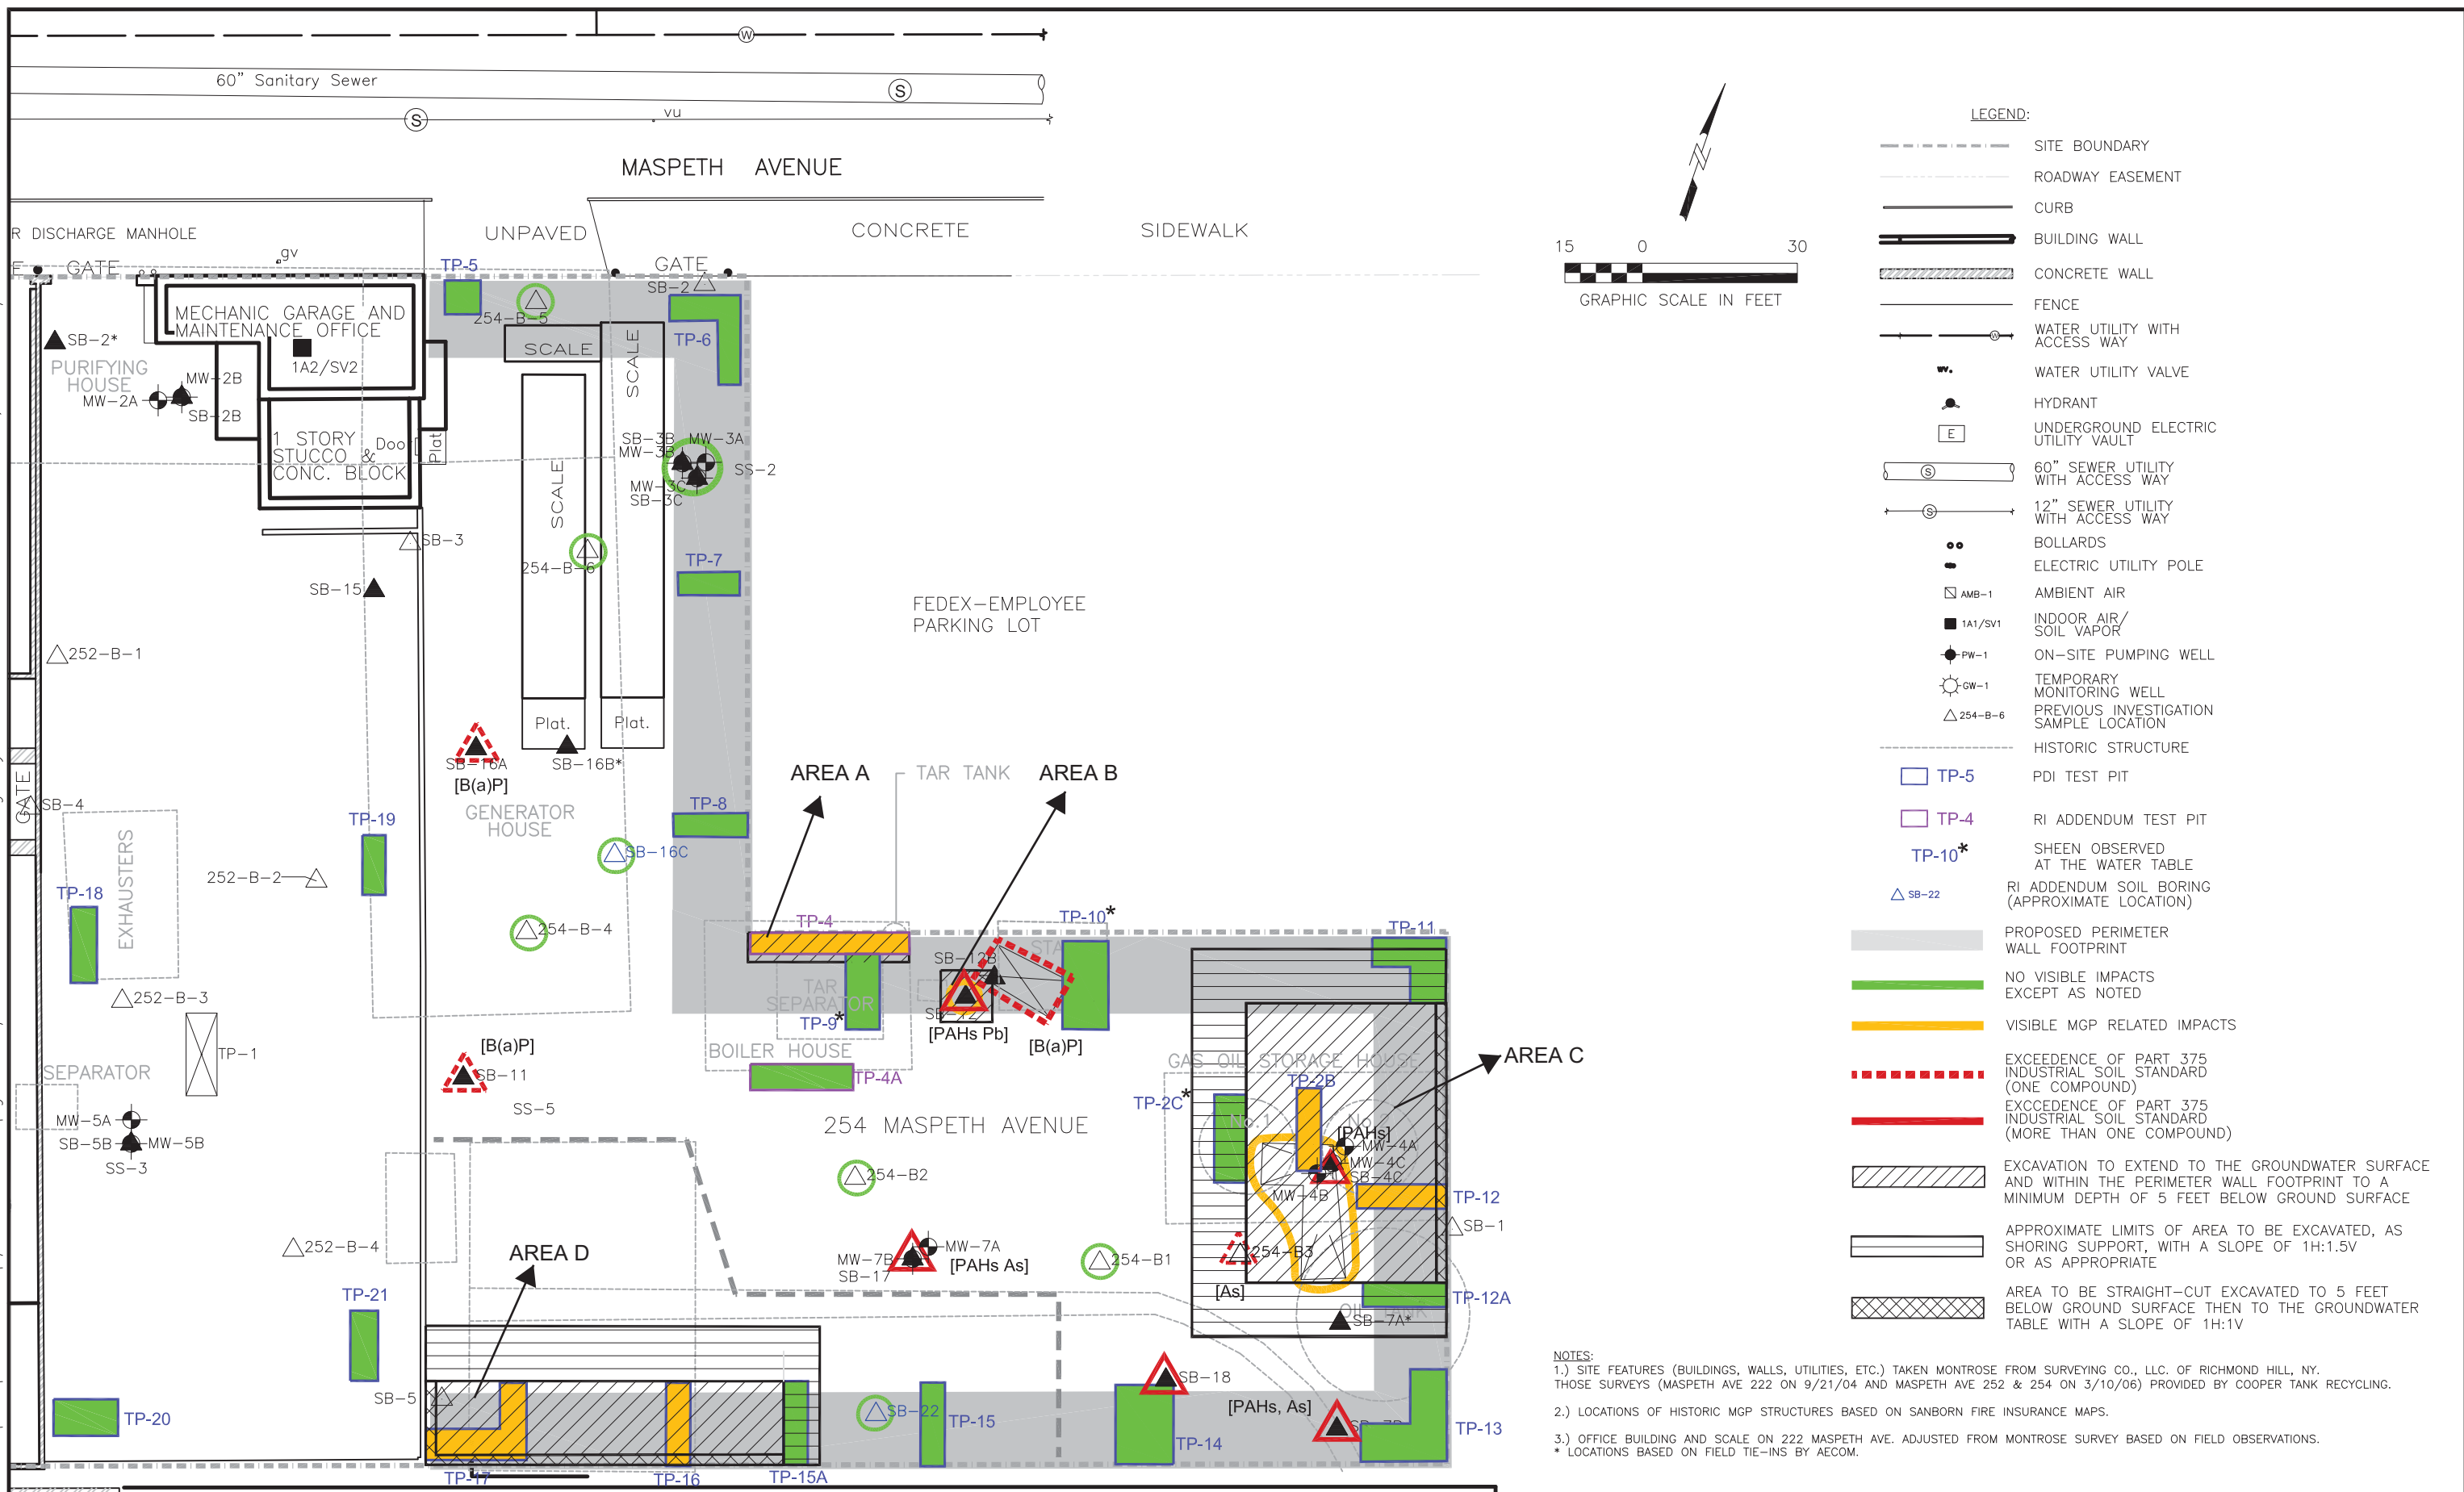 W
60" Sanitary Sewer
S
S
vu
MASPETH AVENUE
R DISCHARGE MANHOLE
UNPAVED
CONCRETE
SIDEWALK
E
GATE
gv
TP-5
GATE
SB-2
MECHANIC GARAGE AND
MAINTENANCE OFFICE
254-B-5
SCALE
SCALE
TP-6
SB-2*
1A2/SV2
PURIFYING
HOUSE
MW-2B
MW-2A
SB-2B
1 STORY
STUCCO &
CONC. BLOCK
Doo
Plat
SCALE
SB-3B
MW-3A
MW-3B
SS-2
MW-3C
SB-3C
SB-3
254-B-6
TP-7
SB-15
FEDEX-EMPLOYEE
PARKING LOT
252-B-1
Plat.
Plat.
SB-16A
[B(a)P]
SB-16B*
AREA A
TAR TANK
AREA B
GATE
SB-4
GENERATOR
HOUSE
TP-8
TP-19
EXHAUSTERS
SB-16C
252-B-2
TP-18
254-B-4
TP-4
TP-10*
TP-11
SB-12B
252-B-3
TAR
SEPARATOR
TP-9*
SB-12
[PAHs Pb]
[B(a)P]
[B(a)P]
TP-1
BOILER HOUSE
GAS OIL STORAGE HOUSE
AREA C
SEPARATOR
SB-11
TP-4A
TP-2B
SS-5
TP-2C*
No.1
No.
254 MASPETH AVENUE
[PAHs]
MW-4A
MW-4C
SB-4C
MW-4B
MW-5A
SB-5B
MW-5B
SS-3
254-B2
TP-12
SB-1
252-B-4
AREA D
MW-7A
MW-7B
SB-17
[PAHs As]
254-B1
254-B3
[As]
TP-21
OIL TANK
TP-12A
SB-7A*
SB-5
SB-18
TP-20
SB-22
TP-15
[PAHs, As]
TP-14
TP-13
TP-17
TP-16
TP-15A
15 0 30
GRAPHIC SCALE IN FEET
LEGEND:
SITE BOUNDARY
ROADWAY EASEMENT
CURB
BUILDING WALL
CONCRETE WALL
FENCE
W
WATER UTILITY WITH
ACCESS WAY
wv.
WATER UTILITY VALVE
HYDRANT
E
UNDERGROUND ELECTRIC
UTILITY VAULT
S
60" SEWER UTILITY
WITH ACCESS WAY
S
12" SEWER UTILITY
WITH ACCESS WAY
BOLLARDS
ELECTRIC UTILITY POLE
AMB-1 AMBIENT AIR
1A1/SV1 INDOOR AIR/
SOIL VAPOR
PW-1 ON-SITE PUMPING WELL
GW-1 TEMPORARY
MONITORING WELL
254-B-6 PREVIOUS INVESTIGATION
SAMPLE LOCATION
HISTORIC STRUCTURE
TP-5 PDI TEST PIT
TP-4 RI ADDENDUM TEST PIT
TP-10* SHEEN OBSERVED
AT THE WATER TABLE
SB-22 RI ADDENDUM SOIL BORING
(APPROXIMATE LOCATION)
PROPOSED PERIMETER
WALL FOOTPRINT
NO VISIBLE IMPACTS
EXCEPT AS NOTED
VISIBLE MGP RELATED IMPACTS
EXCEEDENCE OF PART 375
INDUSTRIAL SOIL STANDARD
(ONE COMPOUND)
EXCCEDENCE OF PART 375
INDUSTRIAL SOIL STANDARD
(MORE THAN ONE COMPOUND)
EXCAVATION TO EXTEND TO THE GROUNDWATER SURFACE
AND WITHIN THE PERIMETER WALL FOOTPRINT TO A
MINIMUM DEPTH OF 5 FEET BELOW GROUND SURFACE
APPROXIMATE LIMITS OF AREA TO BE EXCAVATED, AS
SHORING SUPPORT, WITH A SLOPE OF 1H:1.5V
OR AS APPROPRIATE
AREA TO BE STRAIGHT-CUT EXCAVATED TO 5 FEET
BELOW GROUND SURFACE THEN TO THE GROUNDWATER
TABLE WITH A SLOPE OF 1H:1V
NOTES:
1.) SITE FEATURES (BUILDINGS, WALLS, UTILITIES, ETC.) TAKEN MONTROSE FROM SURVEYING CO., LLC. OF RICHMOND HILL, NY.
THOSE SURVEYS (MASPETH AVE 222 ON 9/21/04 AND MASPETH AVE 252 & 254 ON 3/10/06) PROVIDED BY COOPER TANK RECYCLING.
2.) LOCATIONS OF HISTORIC MGP STRUCTURES BASED ON SANBORN FIRE INSURANCE MAPS.
3.) OFFICE BUILDING AND SCALE ON 222 MASPETH AVE. ADJUSTED FROM MONTROSE SURVEY BASED ON FIELD OBSERVATIONS.
* LOCATIONS BASED ON FIELD TIE-INS BY AECOM.